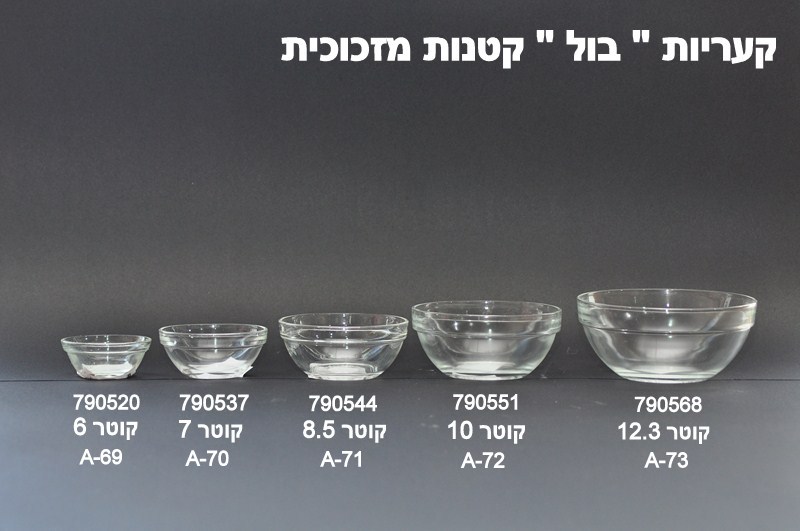 קעריות " בול " קטנות מזכוכית
790520
קוטר 6
A-69
790537
קוטר 7
A-70
790544
קוטר 8.5
A-71
790551
קוטר 10
A-72
790568
קוטר 12.3
A-73